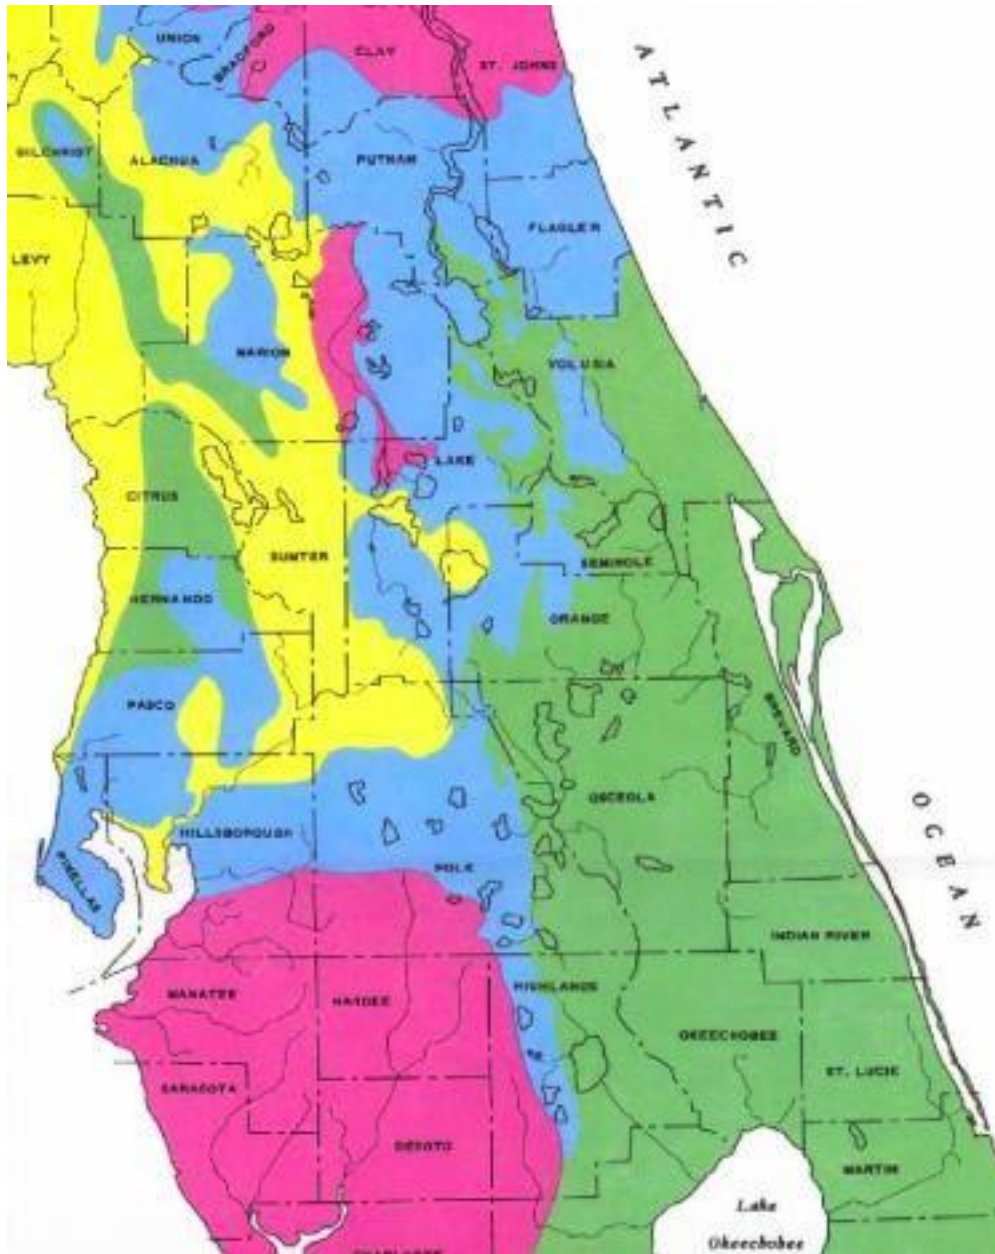 UNION
BRADFORD
CLAY
ST. JOHNS
ATLANTIC
GILCHRIST
ALACHUA
PUTNAM
FLAGLER
LEVY
MARION
VOLUSIA
LAKE
CITRUS
SUMTER
SEMINOLE
HERNANDO
ORANGE
PASCO
BREVARD
OSCEOLA
OCEAN
HILLSBOROUGH
PINELLAS
POLK
INDIAN RIVER
MANATEE
HARDEE
HIGHLANDS
OKEECHOBEE
ST. LUCIE
SARASOTA
DESOTO
MARTIN
Lake
Okeechobee
CHARLOTTE